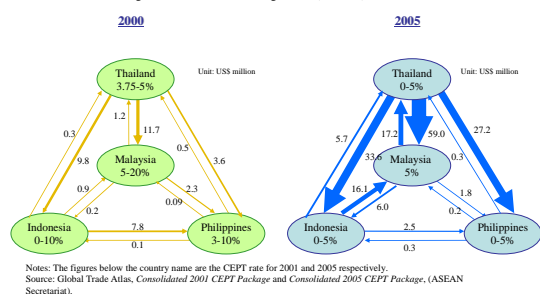 2000
2005
Thailand
3.75-5%
Unit: US$ million
Thailand
0-5%
Unit: US$ million
0.3
1.2
11.7
0.5
3.6
9.8
Malaysia
5-20%
0.9
0.2
2.3
0.09
Indonesia
0-10%
7.8
0.1
Philippines
3-10%
5.7
33.6
17.2
59.0
0.3
27.2
Malaysia
5%
16.1
6.0
1.8
0.2
Indonesia
0-5%
2.5
0.3
Philippines
0-5%
Notes: The figures below the country name are the CEPT rate for 2001 and 2005 respectively.
Source: Global Trade Atlas, Consolidated 2001 CEPT Package and Consolidated 2005 CEPT Package, (ASEAN
Secretariat).